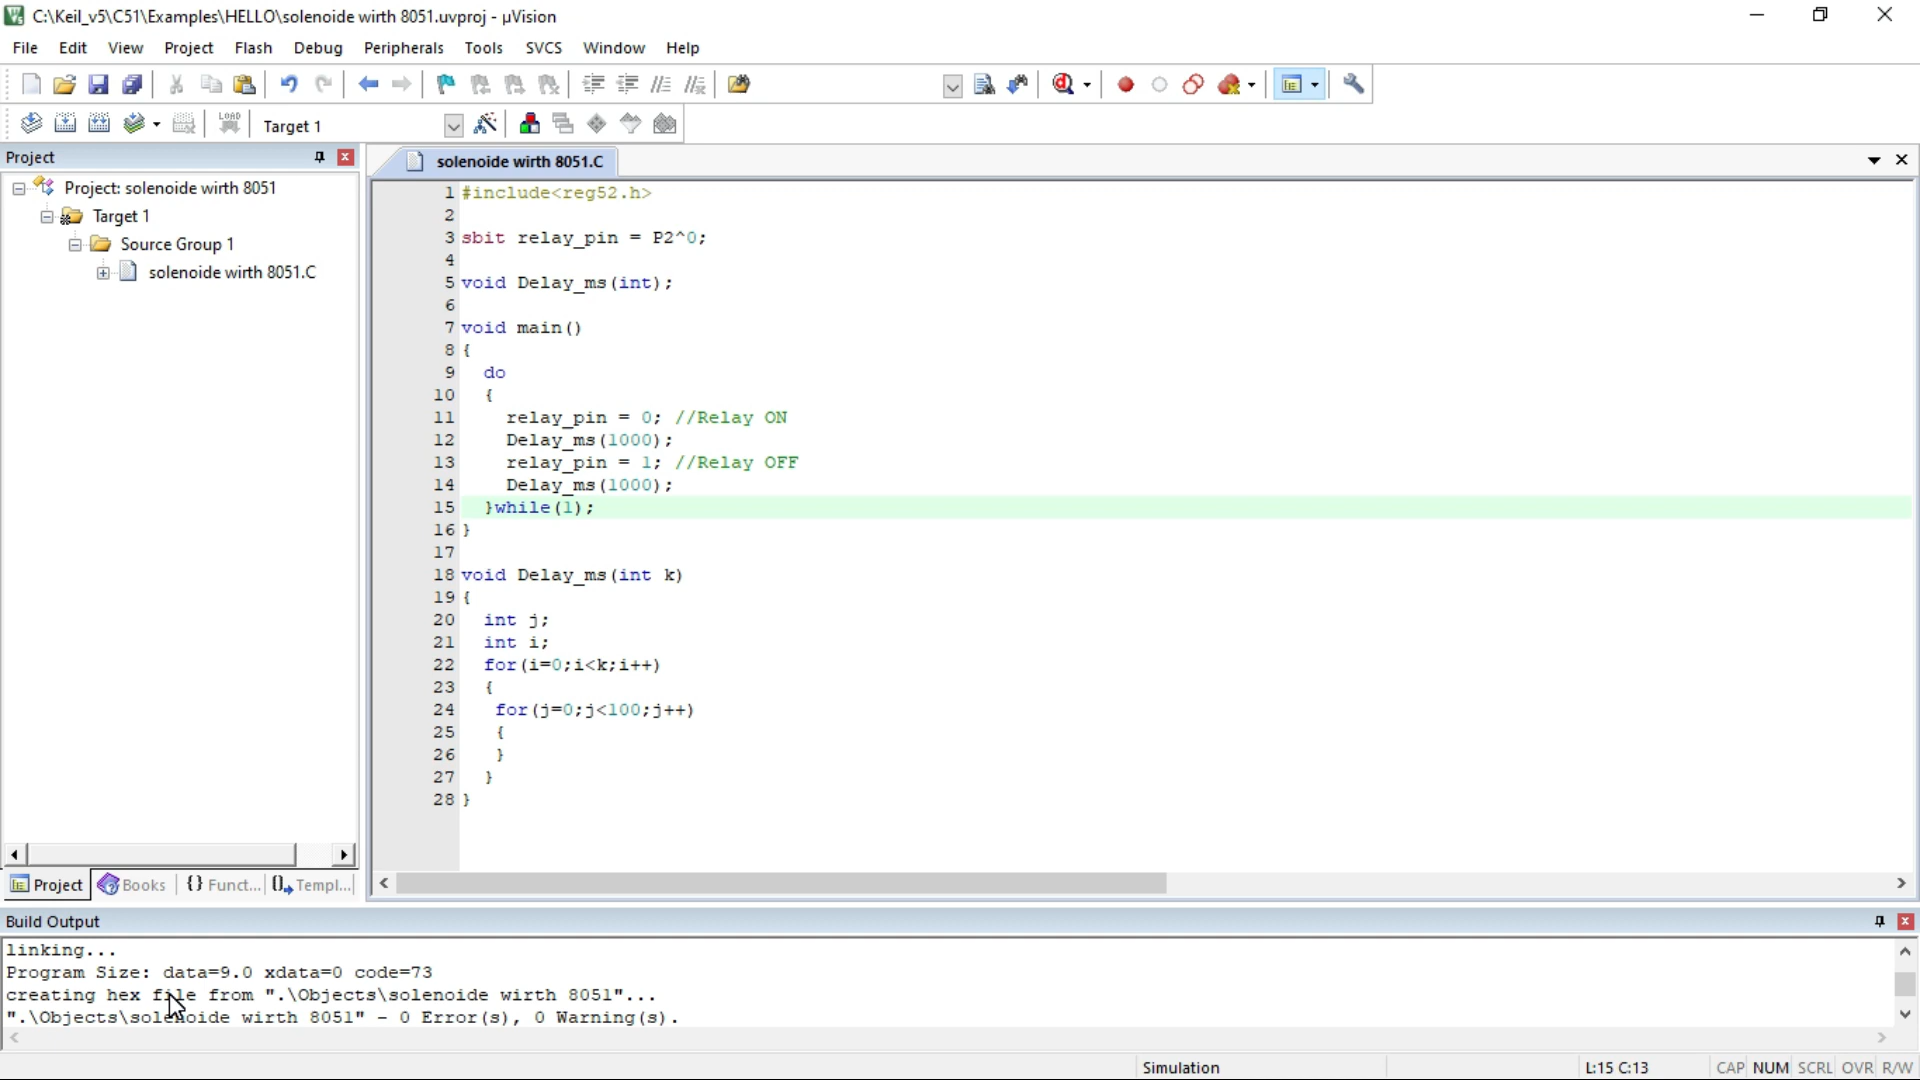 C:\Keil_v5\C51\Examples\HELLO\solenoide wirth 8051.uvproj - µVision
File Edit View Project Flash Debug Peripherals Tools SVCS Window Help
LOAD Target 1
Project
solenoide wirth 8051.C
Project: solenoide wirth 8051
Target 1
Source Group 1
solenoide wirth 8051.C
1 #include<reg52.h>
2
3 sbit relay_pin = P2^0;
4
5 void Delay_ms(int);
6
7 void main()
8 {
9 do
10 {
11 relay_pin = 0; //Relay ON
12 Delay_ms(1000);
13 relay_pin = 1; //Relay OFF
14 Delay_ms(1000);
15 }while(1);
16 }
17
18 void Delay_ms(int k)
19 {
20 int j;
21 int i;
22 for(i=0;i<k;i++)
23 {
24 for(j=0;j<100;j++)
25 {
26 }
27 }
28 }
Project Books {} Funct... Templ...
Build Output
linking...
Program Size: data=9.0 xdata=0 code=73
creating hex file from ".\Objects\solenoide wirth 8051"...
".\Objects\solenoide wirth 8051" - 0 Error(s), 0 Warning(s).
Simulation L:15 C:13 CAP NUM SCRL OVR R/W